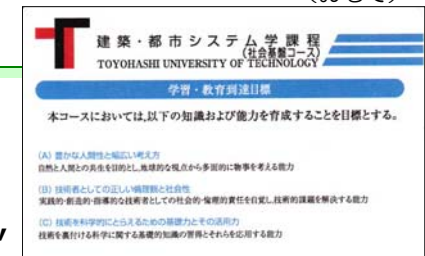 建築・都市システム学課程
(社会基盤コース)
TOYOHASHI UNIVERSITY OF TECHNOLOGY
学習・教育到達目標
本コースにおいては,以下の知識および能力を育成することを目標とする。
(A) 豊かな人間性と幅広い考え方
自然と人間との共生を目的とし,地球的な視点から多面的に物事を考える能力
(B) 技術者としての正しい倫理観と社会性
実践的・創造的・指導的な技術者としての社会的・倫理的責任を自覚し,技術的課題を解決する能力
(C) 技術を科学的にとらえるための基礎力とその活用力
技術を裏付ける科学に関する基礎的知識の習得とそれらを応用する能力